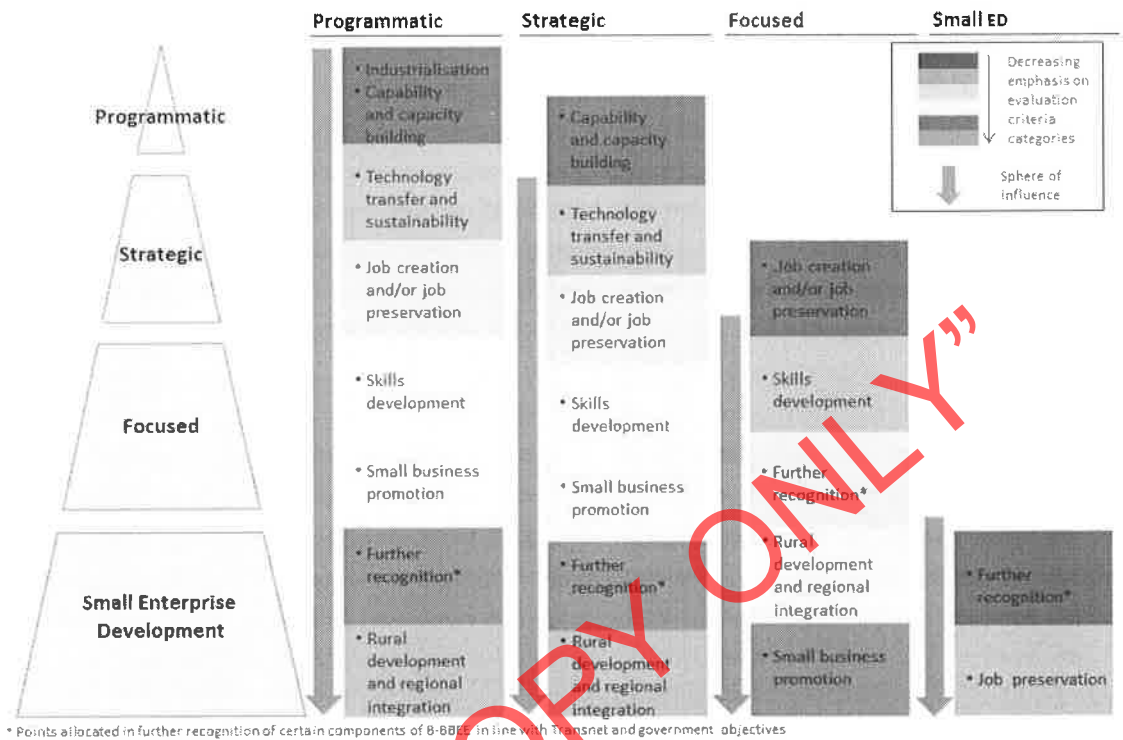 Programmatic
Strategic
Focused
Small ED
Programmatic
Strategic
Focused
Small Enterprise
Development
• Industrialisation
• Capability
and capacity
building
• Technology
transfer and
sustainability
• Job creation
and/or job
preservation
• Skills
development
• Small business
promotion
• Further
recognition*
• Rural
development
and regional
integration
• Capability
and capacity
building
• Technology
transfer and
sustainability
• Job creation
and/or job
preservation
• Skills
development
• Small business
promotion
• Further
recognition*
• Rural
development
and regional
integration
• Job creation
and/or job
preservation
• Skills
development
• Further
recognition*
• Rural
development
and regional
integration
• Small business
promotion
• Further
recognition*
• Job preservation
Decreasing
emphasis on
evaluation
criteria
categories
Sphere of
influence
* Points allocated in further recognition of certain components of B-BBEE in line with Transnet and government objectives
OPY ONLY”